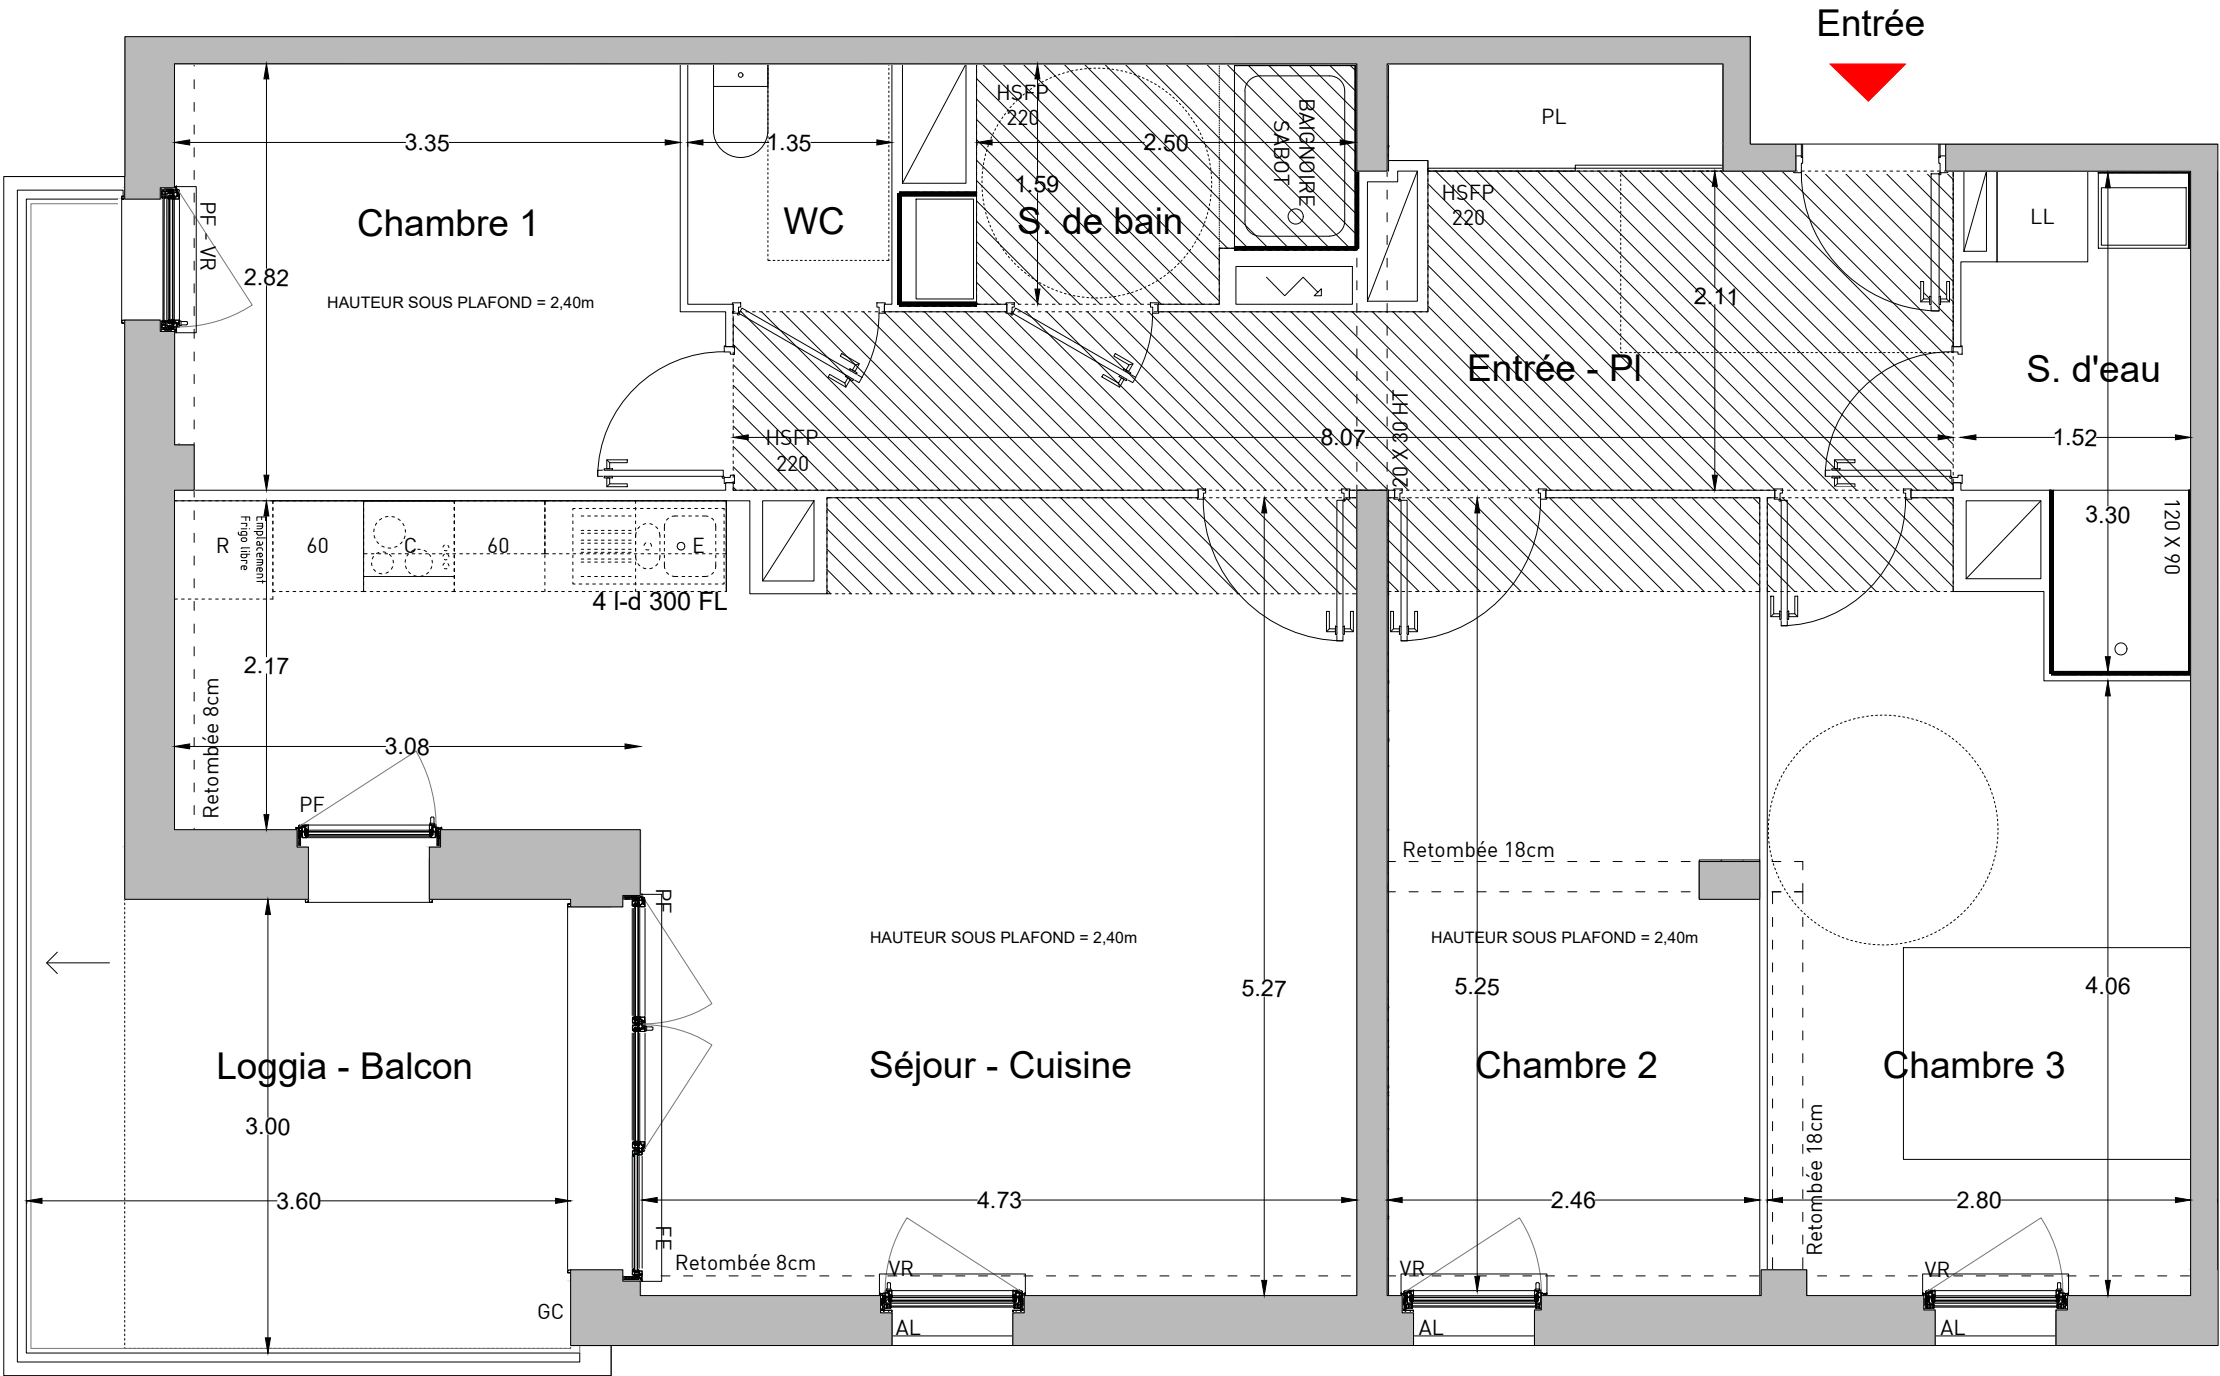 Entrée
PL
HSFP
220
BAIGNOIRE
SABOT
3.35
1.35
2.50
1.59
HSFP
220
LL
PF - VR
Chambre 1
WC
S. de bain
2.82
HAUTEUR SOUS PLAFOND = 2,40m
2.11
Entrée - Pl
S. d'eau
HSFP
220
8.07
20 X 30 HT
1.52
R
Emplacement
Frigo libre
60
C
60
E
4 l-d 300 FL
3.30
120 X 90
2.17
Retombée 8cm
3.08
PF
Retombée 18cm
PF
HAUTEUR SOUS PLAFOND = 2,40m
HAUTEUR SOUS PLAFOND = 2,40m
5.27
5.25
4.06
Loggia - Balcon
Séjour - Cuisine
Chambre 2
Chambre 3
3.00
3.60
4.73
2.46
2.80
Retombée 18cm
FF
Retombée 8cm
VR
VR
VR
GC
AL
AL
AL